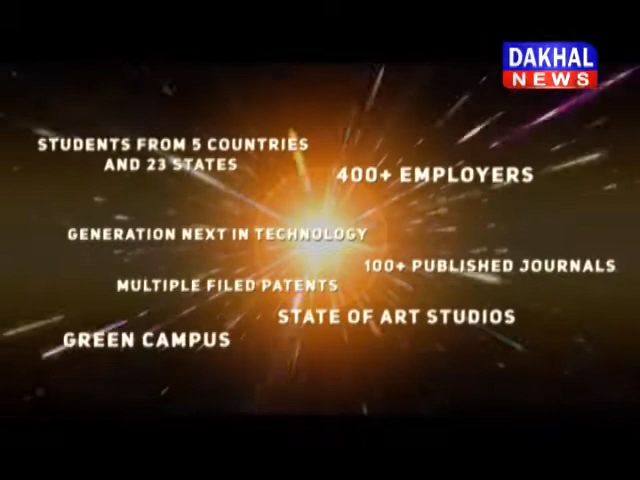 DAKHAL
NEWS
STUDENTS FROM 5 COUNTRIES
AND 23 STATES
400+ EMPLOYERS
GENERATION NEXT IN TECHNOLOGY
100+ PUBLISHED JOURNALS
MULTIPLE FILED PATENTS
STATE OF ART STUDIOS
GREEN CAMPUS